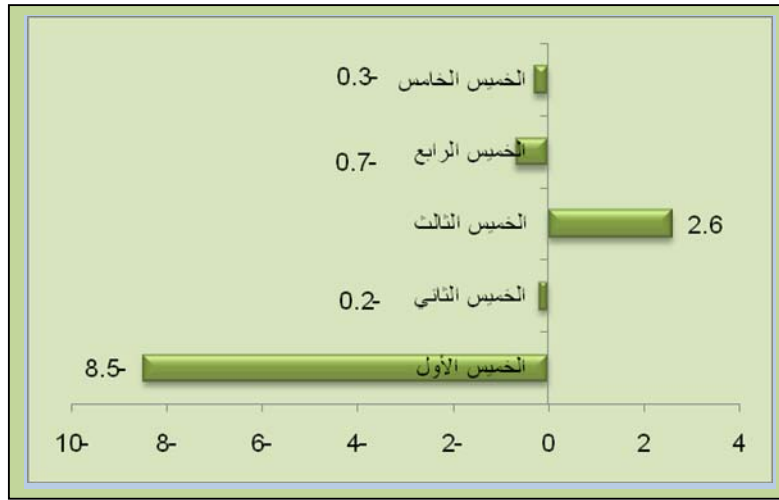 الخميس الخامس 0.3-
الخميس الرابع 0.7-
الخميس الثالث 2.6
الخميس الثاني 0.2-
الخميس الأول 8.5-
10- 8- 6- 4- 2- 0 2 4